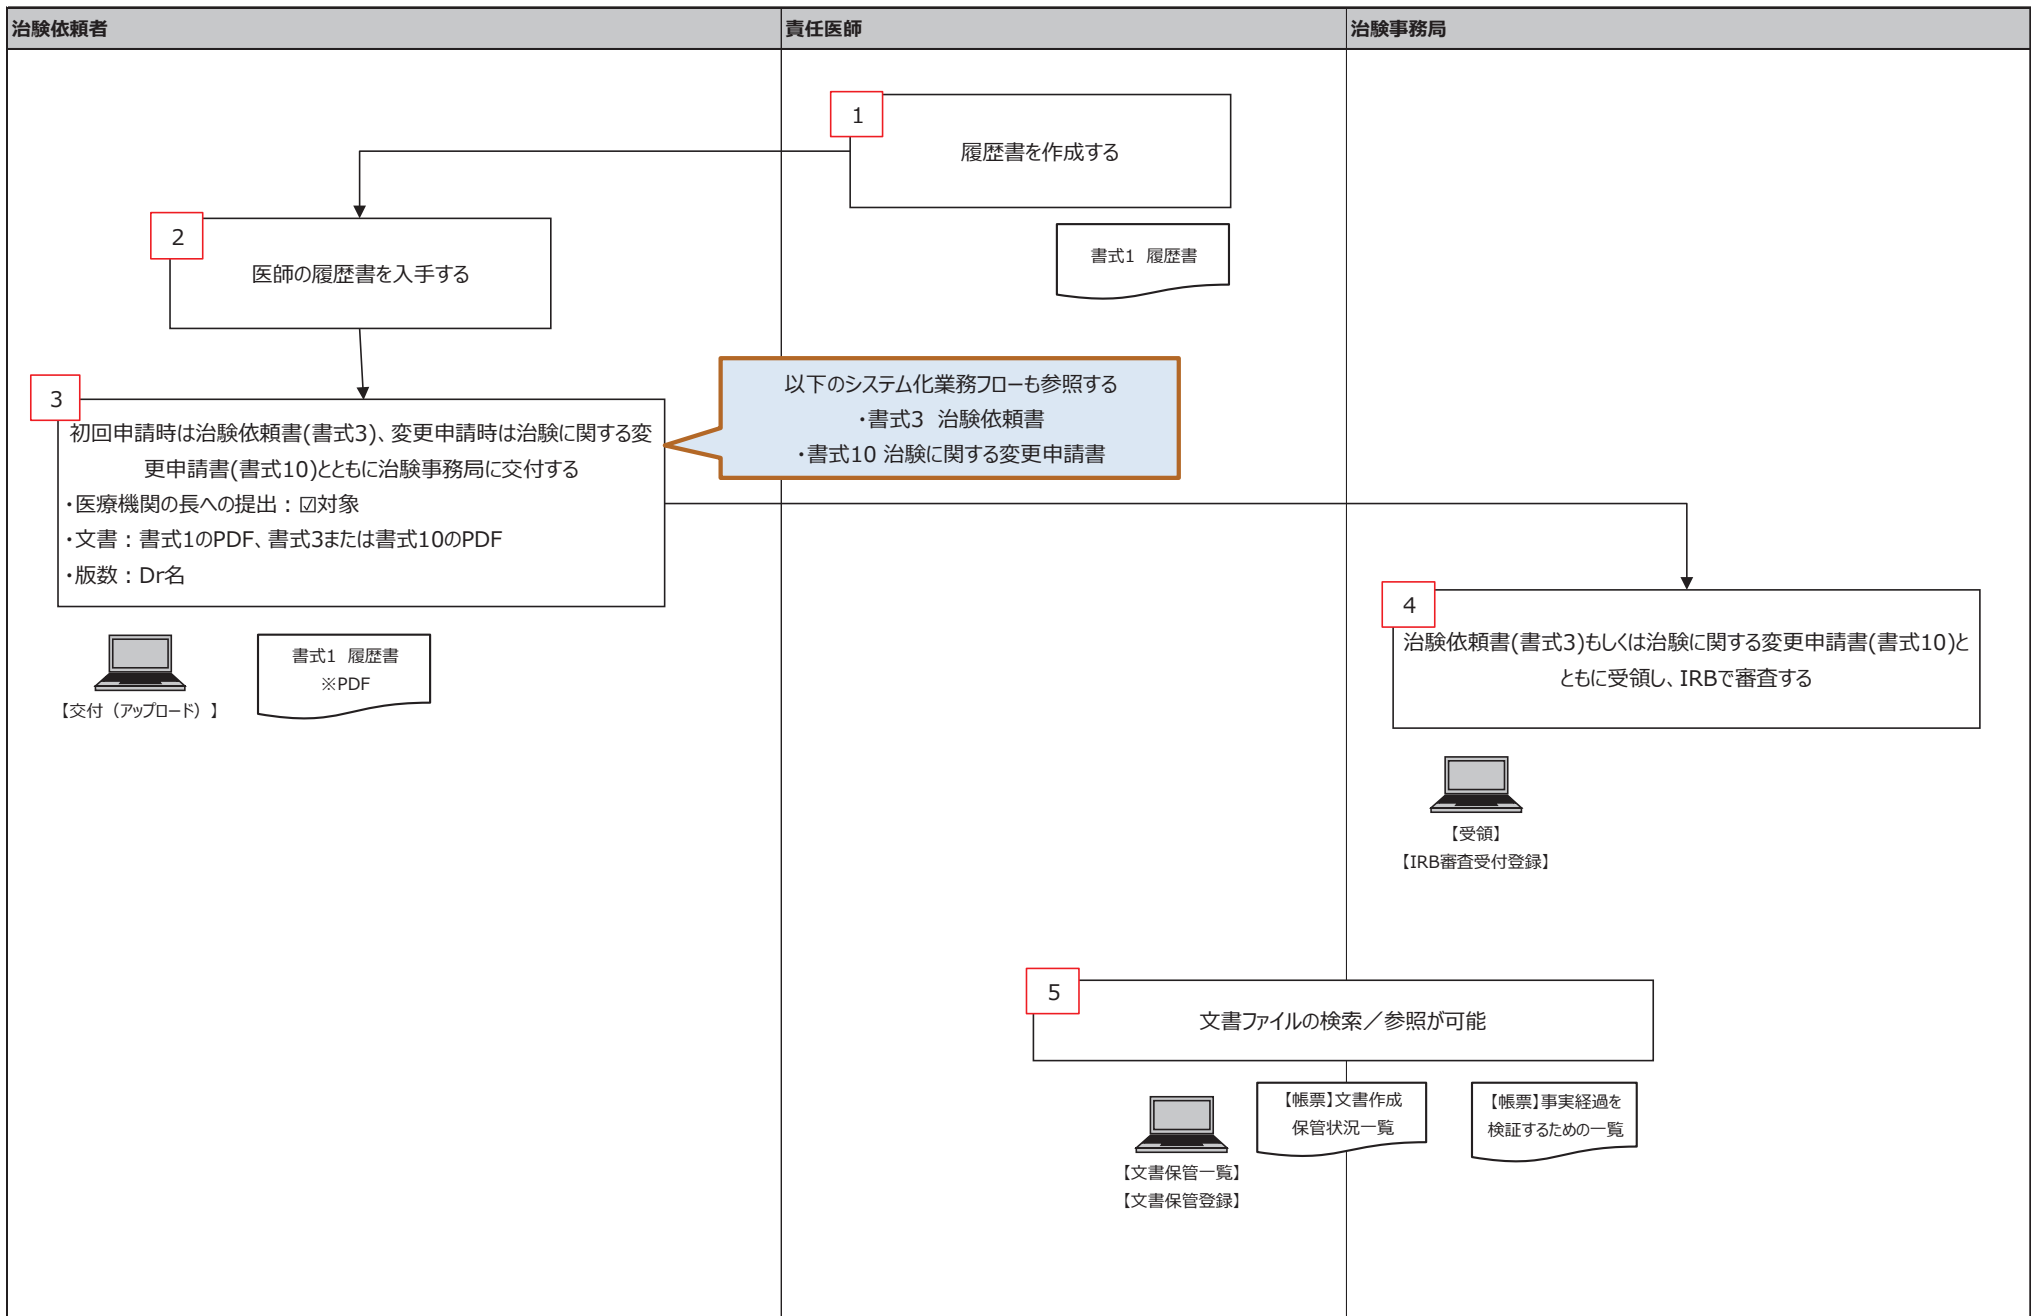 治験依頼者
責任医師
治験事務局
1
履歴書を作成する
書式1 履歴書
2
医師の履歴書を入手する
以下のシステム化業務フローも参照する
・書式3 治験依頼書
・書式10 治験に関する変更申請書
3
初回申請時は治験依頼書(書式3)、変更申請時は治験に関する変
更申請書(書式10)とともに治験事務局に交付する
・医療機関の長への提出：☑対象
・文書：書式1のPDF、書式3または書式10のPDF
・版数：Dr名
【交付（アップロード）】
書式1 履歴書
※PDF
4
治験依頼書(書式3)もしくは治験に関する変更申請書(書式10)と
ともに受領し、IRBで審査する
【受領】
【IRB審査受付登録】
5
文書ファイルの検索／参照が可能
【文書保管一覧】
【文書保管登録】
【帳票】文書作成
保管状況一覧
【帳票】事実経過を
検証するための一覧